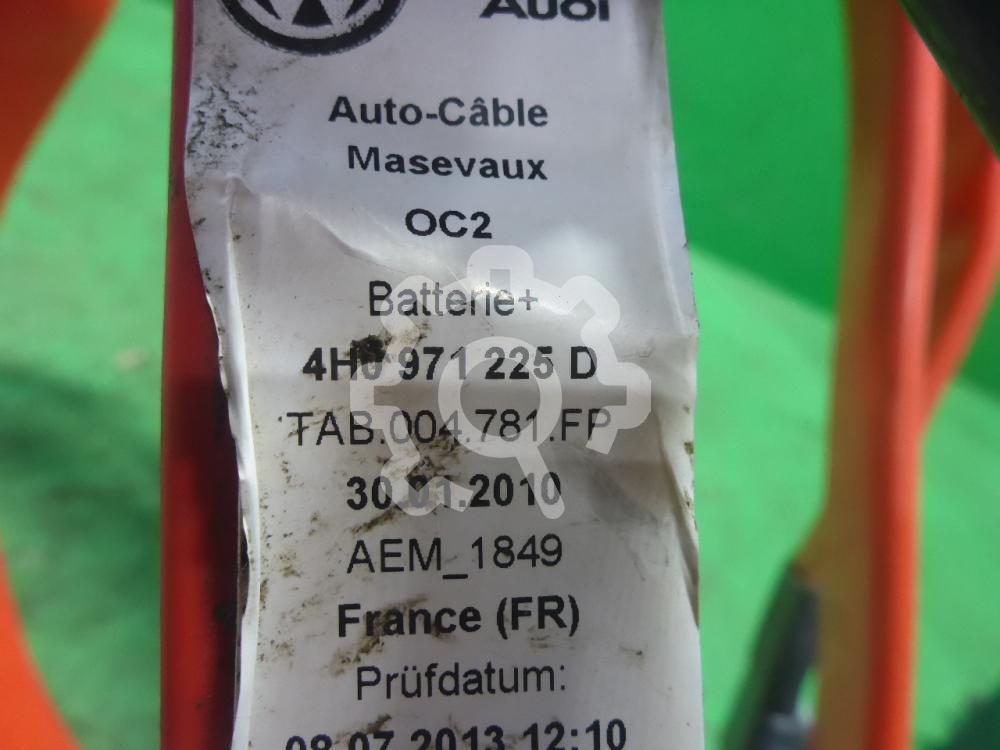 Audi
Auto-Câble
Masevaux
OC2
Batterie+
4H0 971 225 D
TAB.004.781.FP
30.01.2010
AEM_1849
France (FR)
Prüfdatum:
08.07.2013 12:10